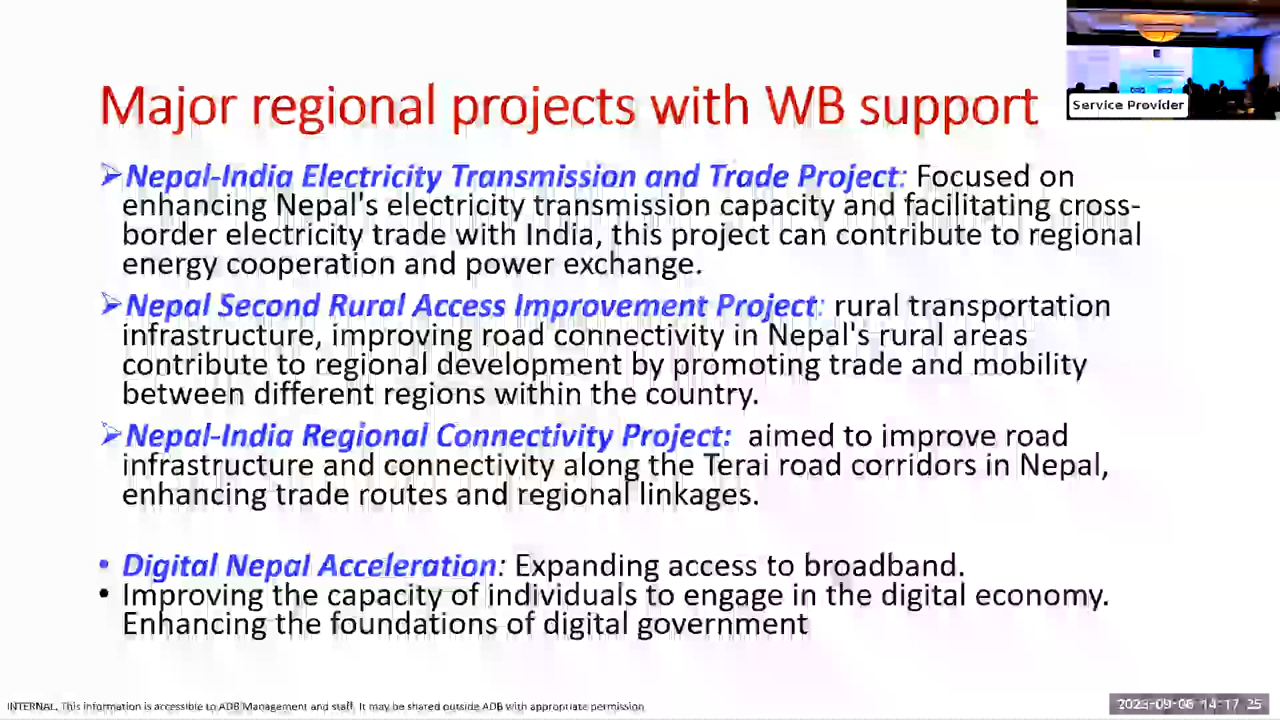 Major regional projects with WB support
Service Provider
➢Nepal-India Electricity Transmission and Trade Project: Focused on
enhancing Nepal's electricity transmission capacity and facilitating cross-
border electricity trade with India, this project can contribute to regional
energy cooperation and power exchange.
➢Nepal Second Rural Access Improvement Project: rural transportation
infrastructure, improving road connectivity in Nepal's rural areas
contribute to regional development by promoting trade and mobility
between different regions within the country.
➢Nepal-India Regional Connectivity Project: aimed to improve road
infrastructure and connectivity along the Terai road corridors in Nepal,
enhancing trade routes and regional linkages.
• Digital Nepal Acceleration: Expanding access to broadband.
• Improving the capacity of individuals to engage in the digital economy.
Enhancing the foundations of digital government
INTERNAL. This information is accessible to ADB Management and staff. It may be shared outside ADB with appropriate permission
2023-09-06 14:17:25